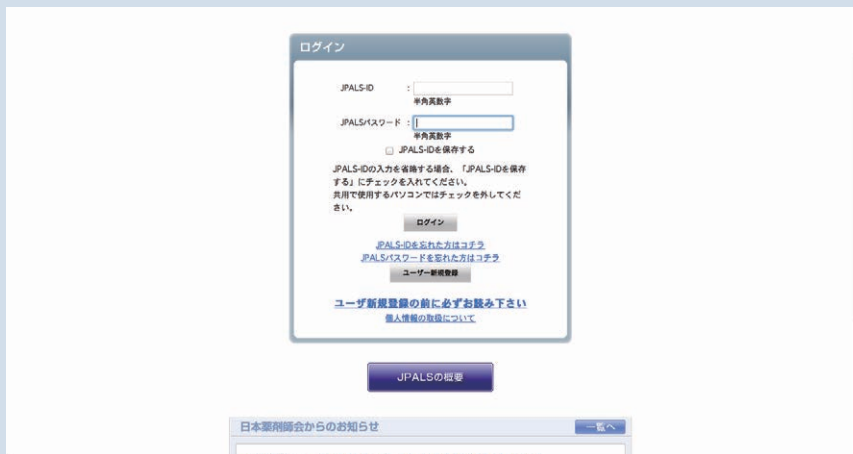 ログイン
JPALS-ID :
半角英数字
JPALSパスワード :
半角英数字
JPALS-IDを保存する
JPALS-IDの入力を省略する場合、「JPALS-IDを保存
する」にチェックを入れてください。
共用で使用するパソコンではチェックを外してくだ
さい。
ログイン
JPALS-IDを忘れた方はコチラ
JPALSパスワードを忘れた方はコチラ
ユーザー新規登録
ユーザ新規登録の前に必ずお読み下さい
個人情報の取扱について
JPALSの概要
日本薬剤師会からのお知らせ
一覧へ